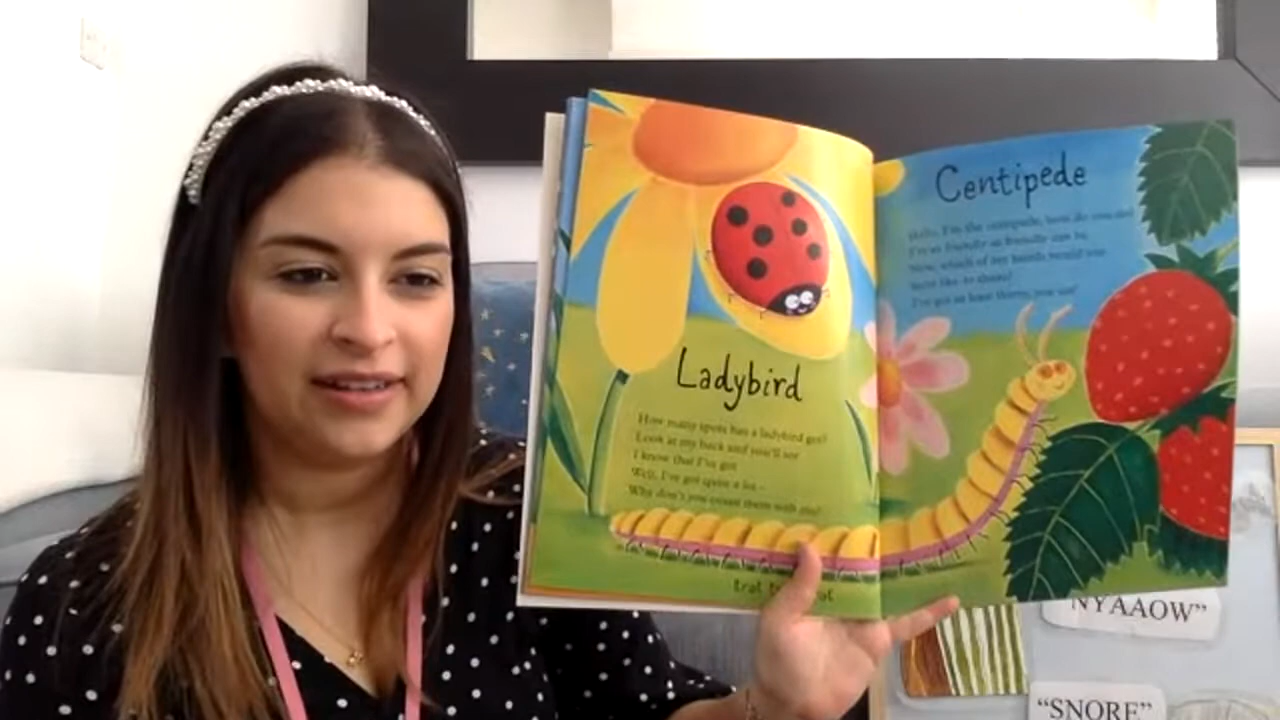 Ladybird
How many spots has a ladybird got?
Look at my back and you'll see
I know that I've got
Well, I've got quite a lot –
Why don't you count them with me?
trat
Centipede
Hello, I'm the centipede, how do you do?
I'm as friendly as friendly can be.
Now, which of my hands would you
most like to shake?
I've got at least thirty, you see!
"NYAAOW"
"SNORE"